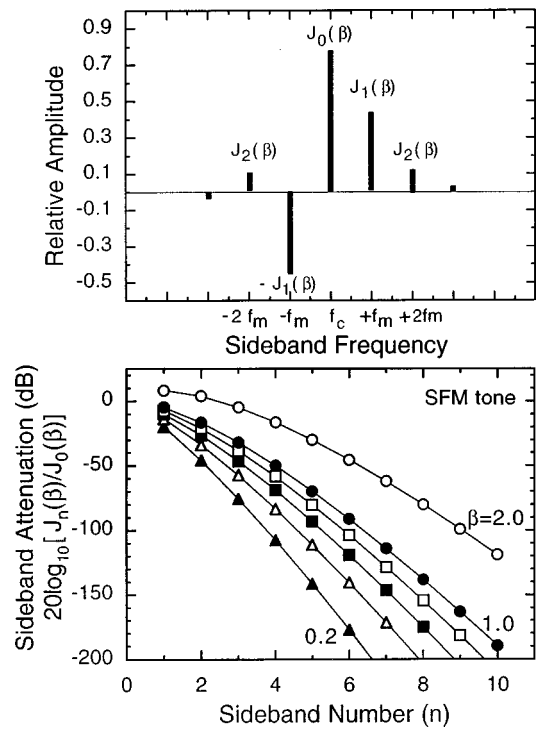 0.9
0.7
0.5
0.3
0.1
-0.1
-0.3
-0.5
Relative Amplitude
J₀(β)
J₁(β)
J₂(β)
J₂(β)
- J₁(β)
-2 fₘ -fₘ f꜀ +fₘ +2fm
Sideband Frequency
SFM tone
0
-50
-100
-150
-200
Sideband Attenuation (dB)
20log₁₀[Jₙ(β)/J₀(β)]
β=2.0
1.0
0.2
0 2 4 6 8 10
Sideband Number (n)